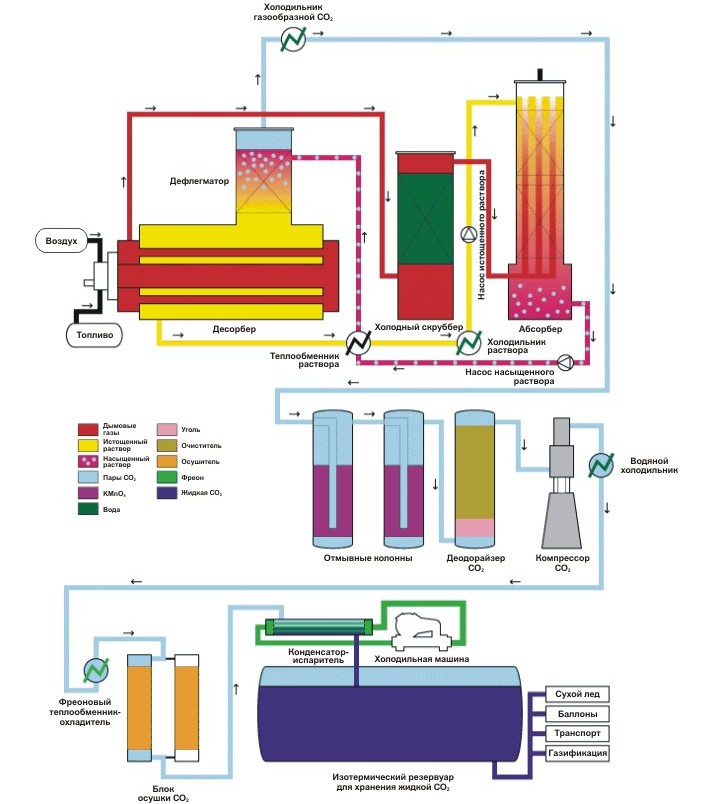 Холодильник
газообразной CO₂
Дефлегматор
Воздух
Топливо
Десорбер
Холодный скруббер
Насос истощенного раствора
Абсорбер
Теплообменник
раствора
Холодильник
раствора
Насос насыщенного
раствора
Дымовые
газы
Истощенный
раствор
Насыщенный
раствор
Пары CO₂
KMnO₄
Вода
Уголь
Очиститель
Осушитель
Фреон
Жидкая CO₂
Водяной
холодильник
Отмывные колонны
Деодорайзер
CO₂
Компрессор
CO₂
Конденсатор-
испаритель
Холодильная машина
Фреоновый
теплообменник-
охладитель
Сухой лед
Баллоны
Транспорт
Газификация
Блок
осушки CO₂
Изотермический резервуар
для хранения жидкой CO₂